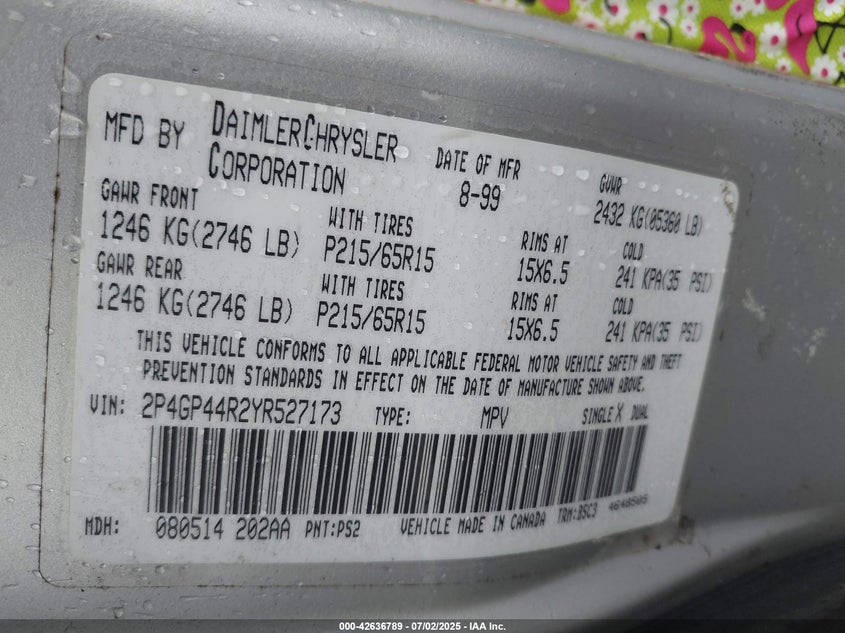 MFD BY DAIMLERCHRYSLER CORPORATION DATE OF MFR 8-99 GVWR 2432 KG(05360 LB)
GAWR FRONT WITH TIRES RIMS AT COLD
1246 KG(2746 LB) P215/65R15 15X6.5 241 KPA(35 PSI)
GAWR REAR WITH TIRES RIMS AT COLD
1246 KG(2746 LB) P215/65R15 15X6.5 241 KPA(35 PSI)
THIS VEHICLE CONFORMS TO ALL APPLICABLE FEDERAL MOTOR VEHICLE SAFETY AND THEFT
PREVENTION STANDARDS IN EFFECT ON THE DATE OF MANUFACTURE SHOWN ABOVE.
VIN: 2P4GP44R2YR527173 TYPE: MPV SINGLE X DUAL
MDH: 080514 202AA PNT:PS2 VEHICLE MADE IN CANADA TRM:DSC3 4648505
000-42636789 - 07/02/2025 - IAA Inc.